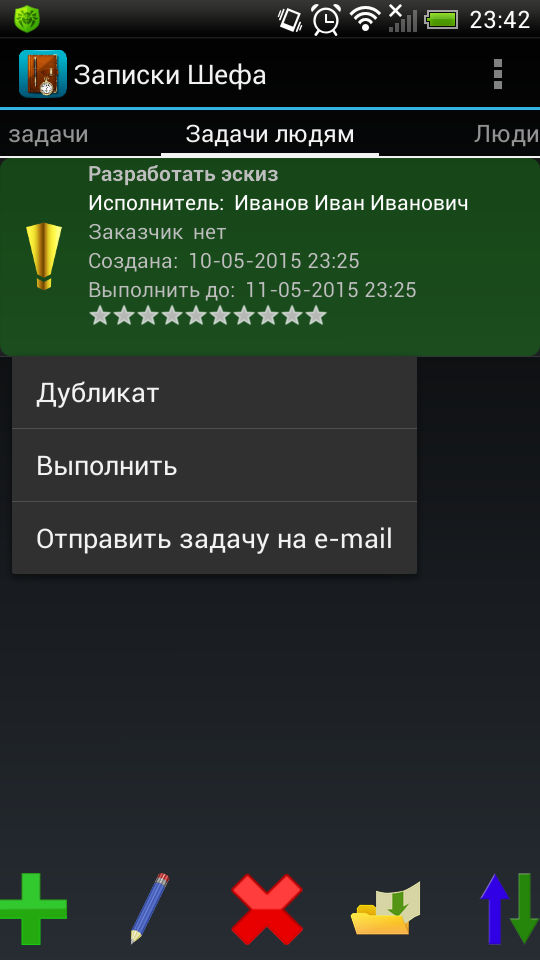 23:42
Записки Шефа
задачи Задачи людям Люди
Разработать эскиз
Исполнитель: Иванов Иван Иванович
Заказчик нет
Создана: 10-05-2015 23:25
Выполнить до: 11-05-2015 23:25
Дубликат
Выполнить
Отправить задачу на e-mail